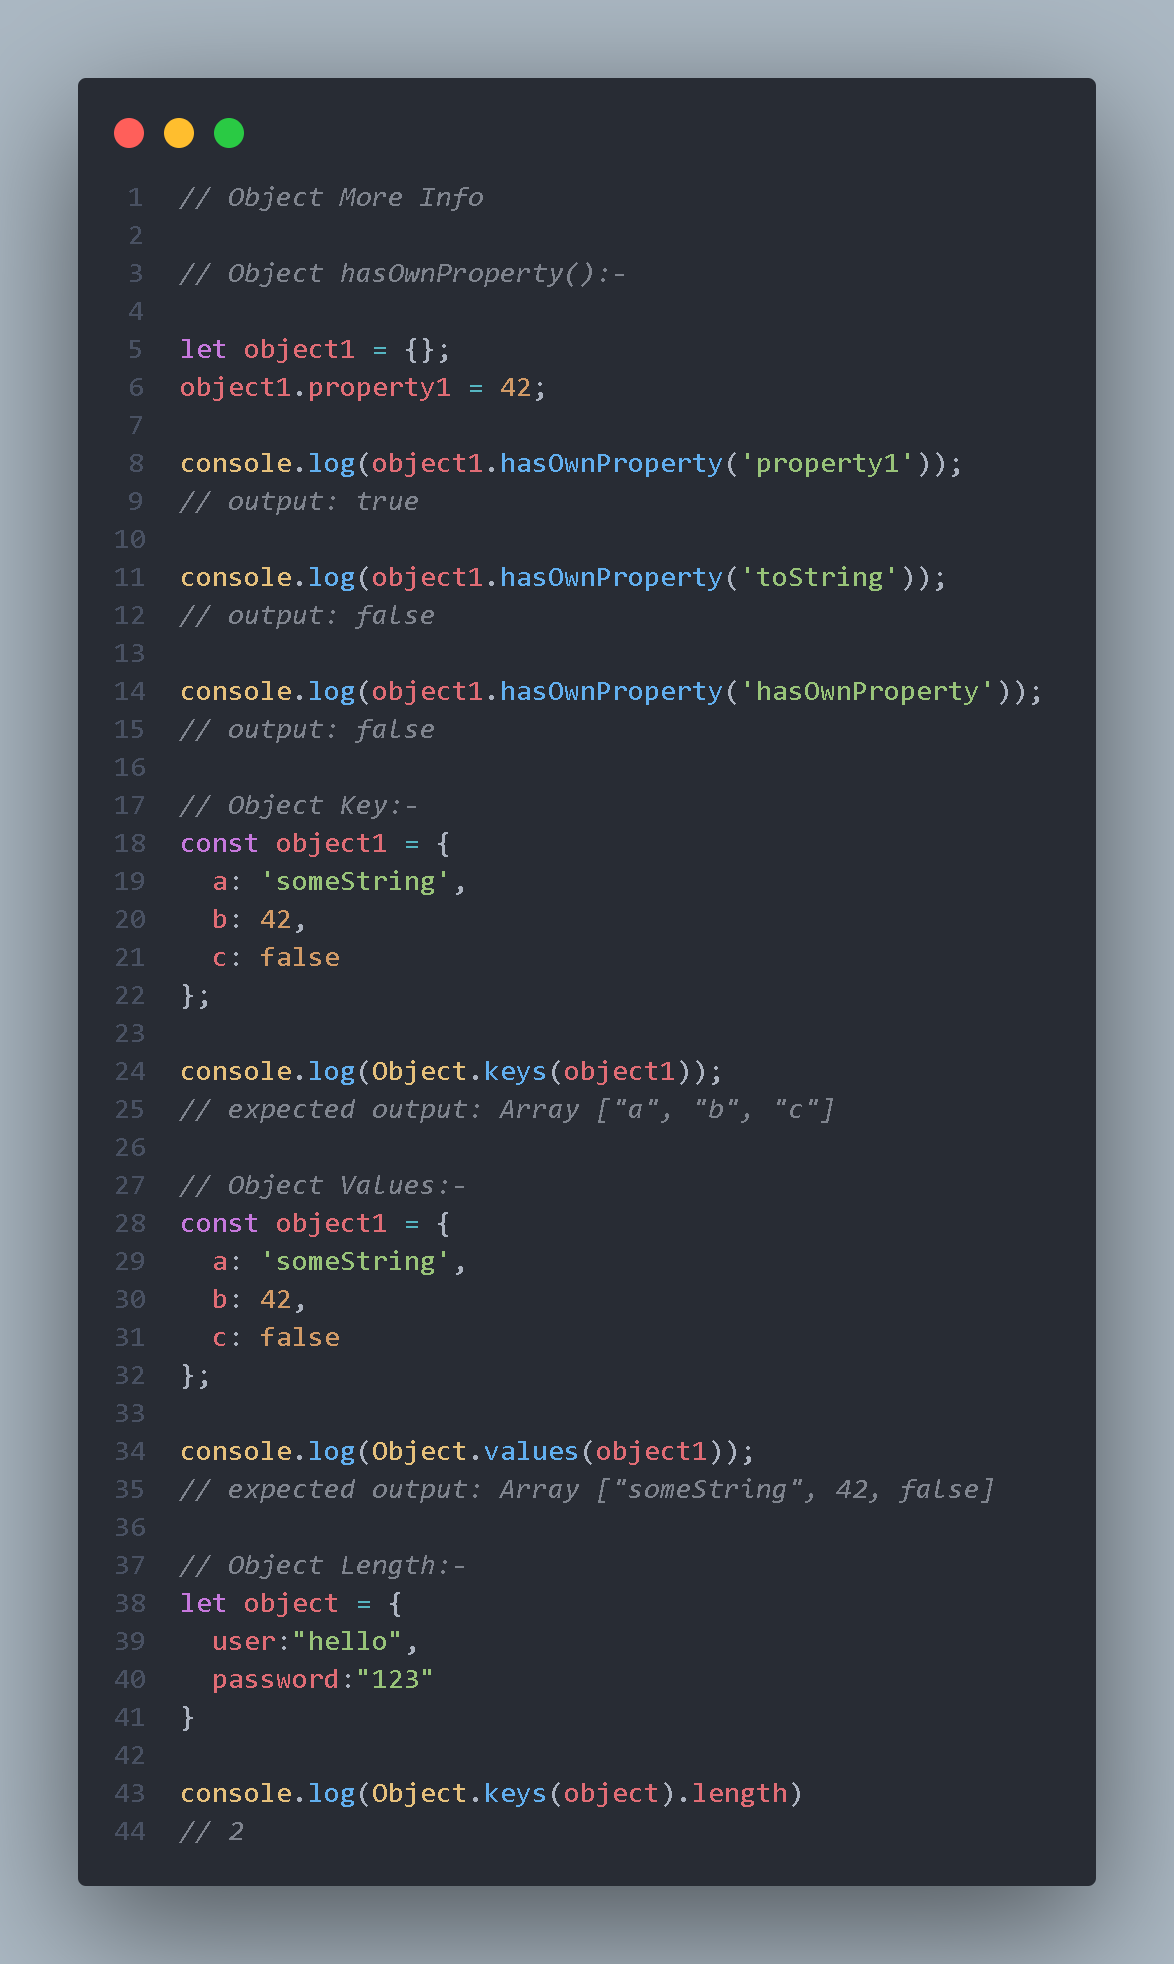 1 // Object More Info
2
3 // Object hasOwnProperty():-
4
5 let object1 = {};
6 object1.property1 = 42;
7
8 console.log(object1.hasOwnProperty('property1'));
9 // output: true
10
11 console.log(object1.hasOwnProperty('toString'));
12 // output: false
13
14 console.log(object1.hasOwnProperty('hasOwnProperty'));
15 // output: false
16
17 // Object Key:-
18 const object1 = {
19   a: 'someString',
20   b: 42,
21   c: false
22 };
23
24 console.log(Object.keys(object1));
25 // expected output: Array ["a", "b", "c"]
26
27 // Object Values:-
28 const object1 = {
29   a: 'someString',
30   b: 42,
31   c: false
32 };
33
34 console.log(Object.values(object1));
35 // expected output: Array ["someString", 42, false]
36
37 // Object Length:-
38 let object = {
39   user:"hello",
40   password:"123"
41 }
42
43 console.log(Object.keys(object).length)
44 // 2